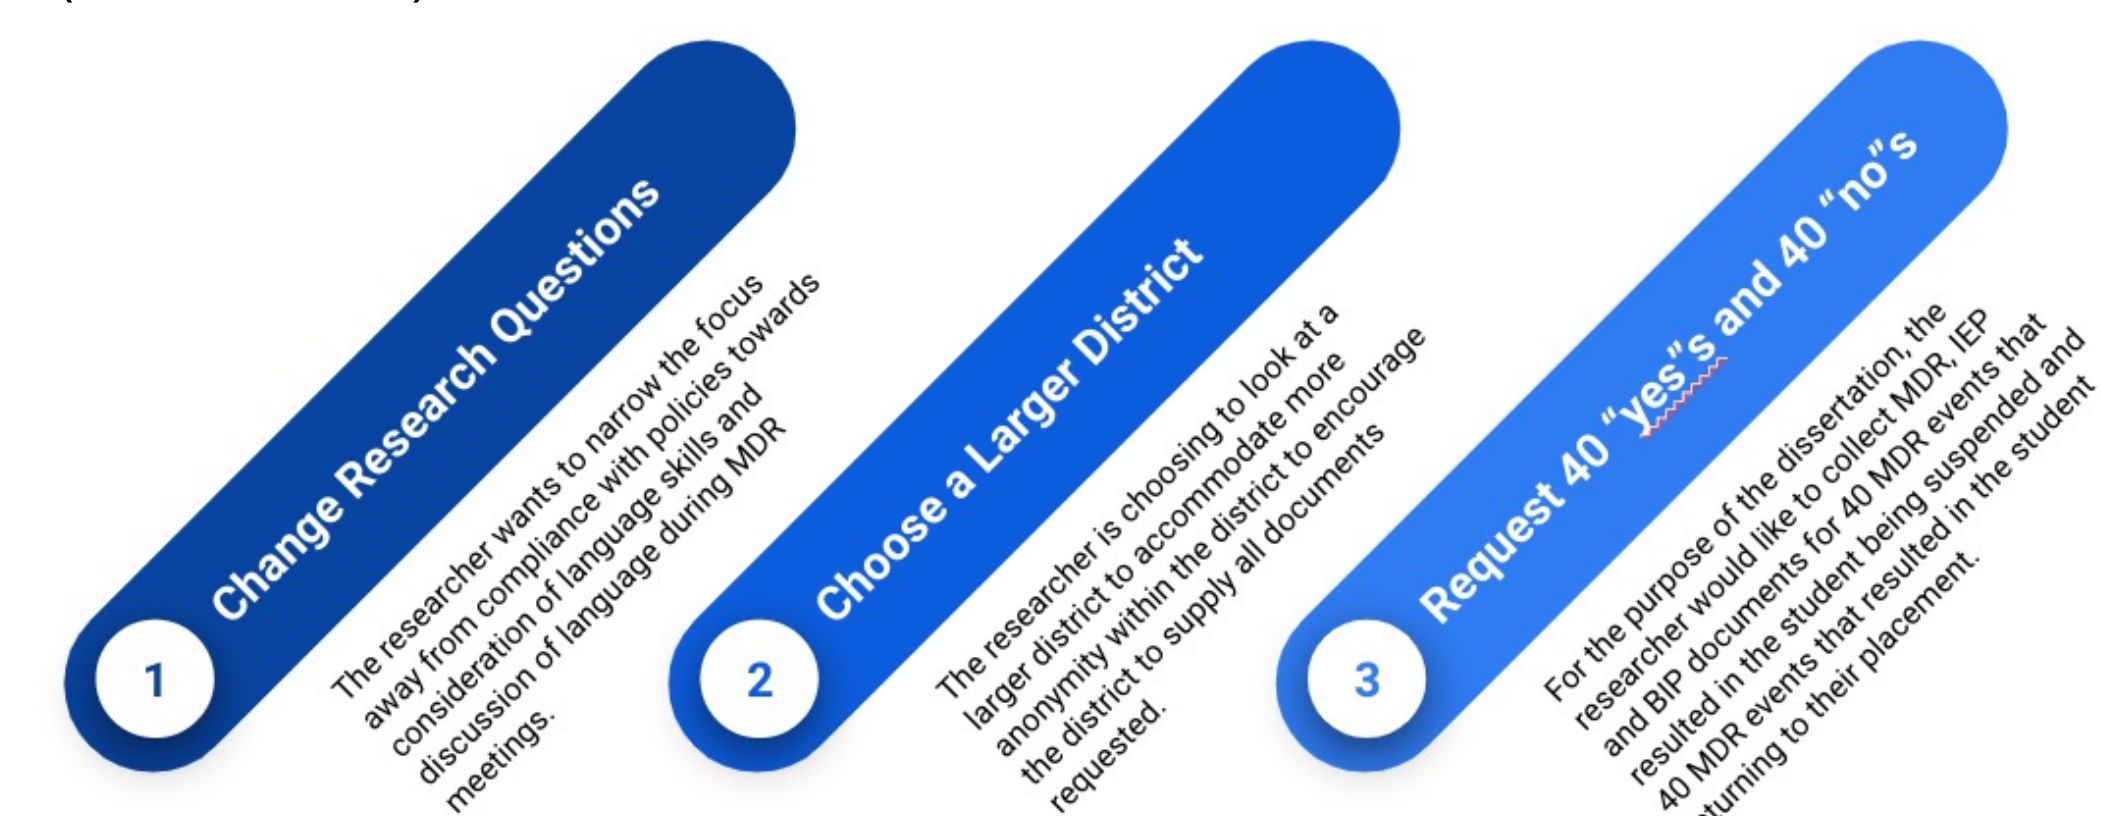 1
Change Research Questions
The researcher wants to narrow the focus
away from compliance with policies towards
consideration of language skills and
discussion of language during MDR
meetings.
2
Choose a Larger District
The researcher is choosing to look at a
larger district to accommodate more
anonymity within the district to encourage
the district to supply all documents
requested.
3
Request 40 “yes”s and 40 “no”s
For the purpose of the dissertation, the
researcher would like to collect MDR, IEP
and BIP documents for 40 MDR events that
resulted in the student being suspended and
40 MDR events that resulted in the student
to their placement.